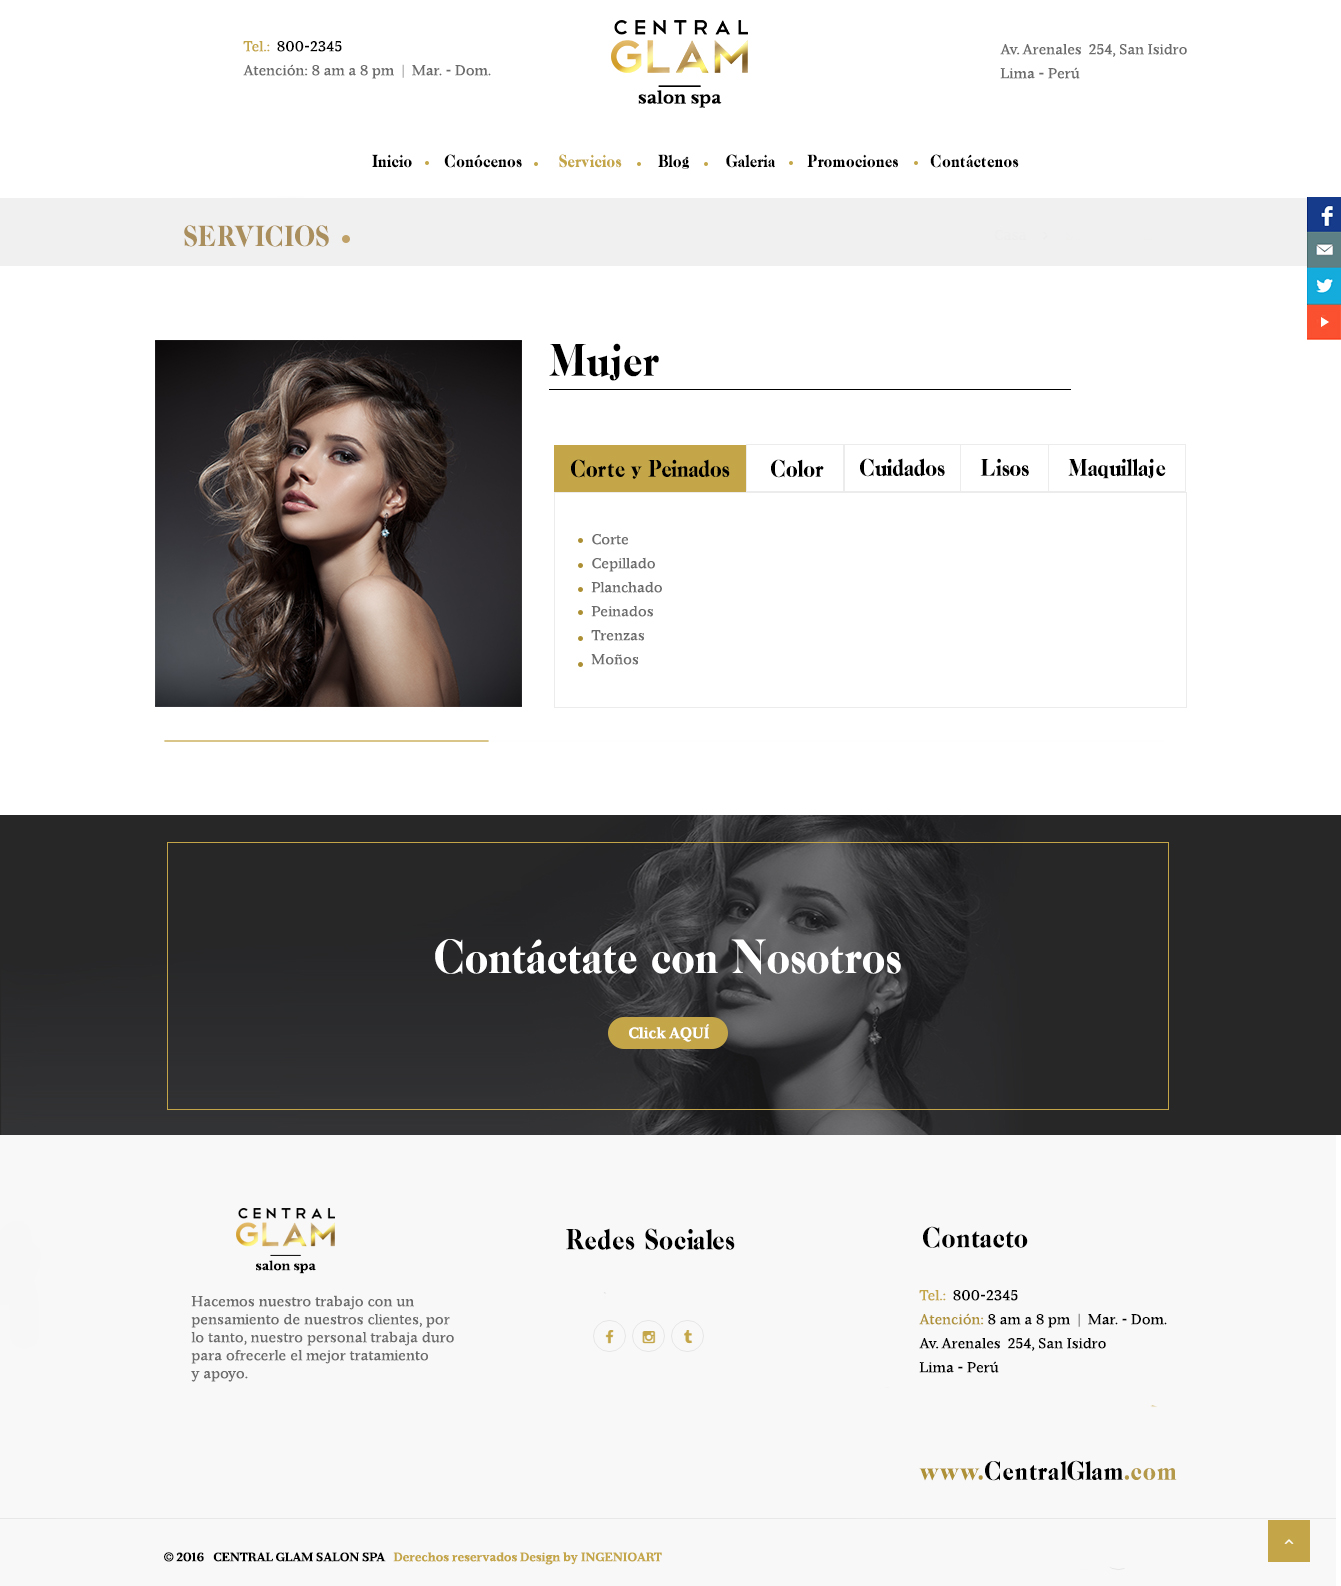 Tel.: 800-2345
Atención: 8 am a 8 pm | Mar. - Dom.
CENTRAL
GLAM
salon spa
Av. Arenales 254, San Isidro
Lima - Perú
Inicio • Conócenos • Servicios • Blog • Galeria • Promociones • Contáctenos
SERVICIOS •
Mujer
Corte y Peinados Color Cuidados Lisos Maquillaje
• Corte
• Cepillado
• Planchado
• Peinados
• Trenzas
• Moños
Contáctate con Nosotros
Click AQUÍ
CENTRAL
GLAM
salon spa
Hacemos nuestro trabajo con un
pensamiento de nuestros clientes, por
lo tanto, nuestro personal trabaja duro
para ofrecerle el mejor tratamiento
y apoyo.
Redes Sociales
Contacto
Tel.: 800-2345
Atención: 8 am a 8 pm | Mar. - Dom.
Av. Arenales 254, San Isidro
Lima - Perú
www.CentralGlam.com
© 2016 CENTRAL GLAM SALON SPA Derechos reservados Design by INGENIOART